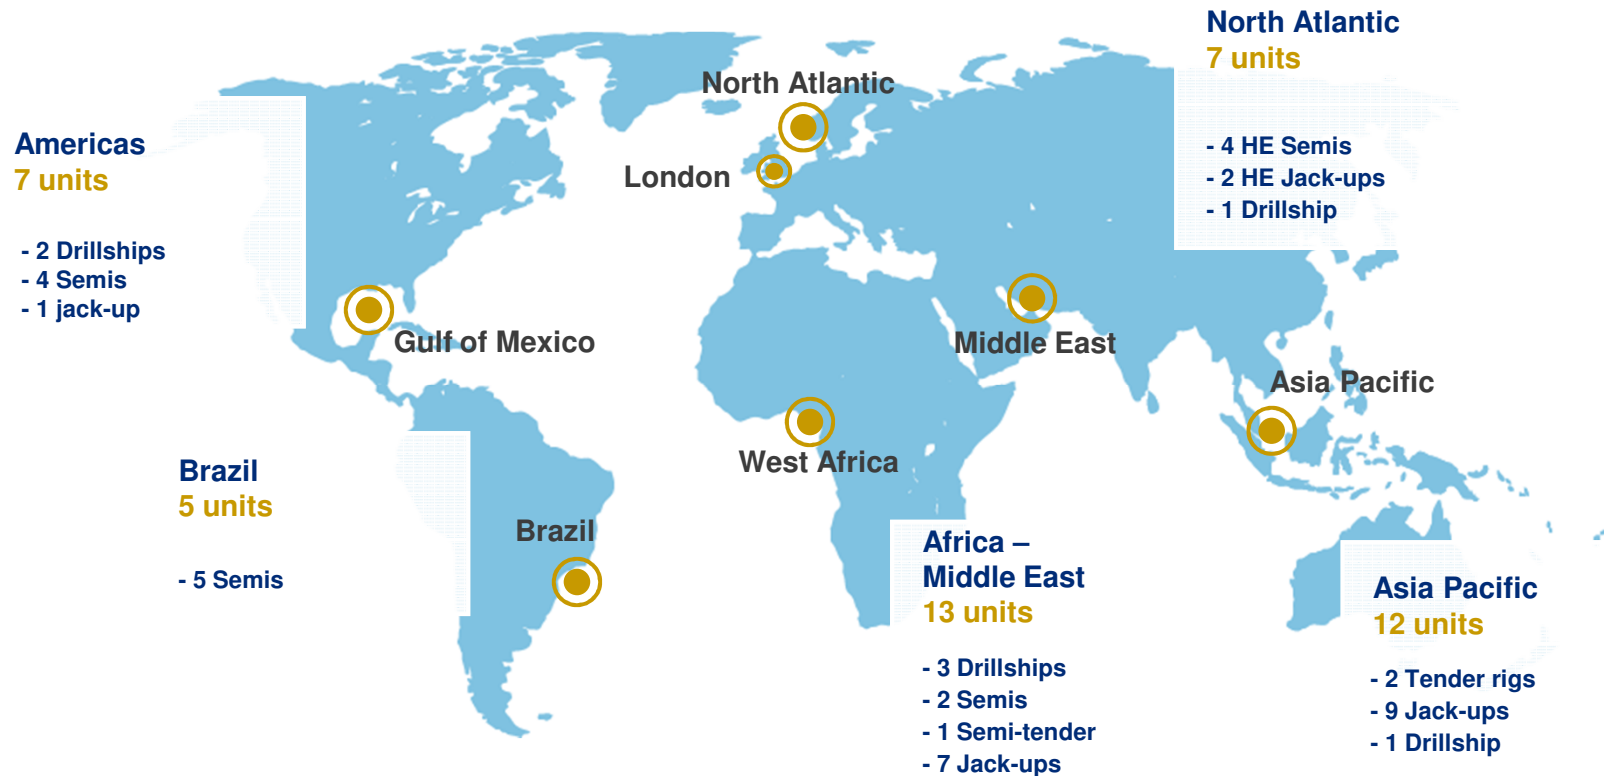 North Atlantic
7 units
- 4 HE Semis
- 2 HE Jack-ups
- 1 Drillship
North Atlantic
London
Americas
7 units
- 2 Drillships
- 4 Semis
- 1 jack-up
Gulf of Mexico
Middle East
Asia Pacific
West Africa
Brazil
5 units
- 5 Semis
Brazil
Africa –
Middle East
13 units
- 3 Drillships
- 2 Semis
- 1 Semi-tender
- 7 Jack-ups
Asia Pacific
12 units
- 2 Tender rigs
- 9 Jack-ups
- 1 Drillship